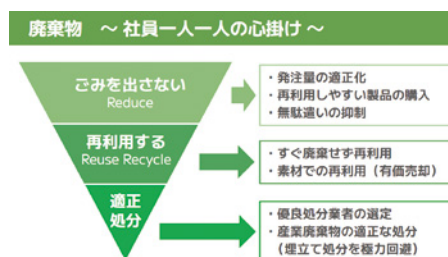 廃棄物 ～ 社員一人一人の心掛け ～
ごみを出さない
Reduce
・発注量の適正化
・再利用しやすい製品の購入
・無駄遣いの抑制
再利用する
Reuse Recycle
・すぐ廃棄せず再利用
・素材での再利用（有価売却）
適正
処分
・優良処分業者の選定
・産業廃棄物の適正な処分
（埋立て処分を極力回避）